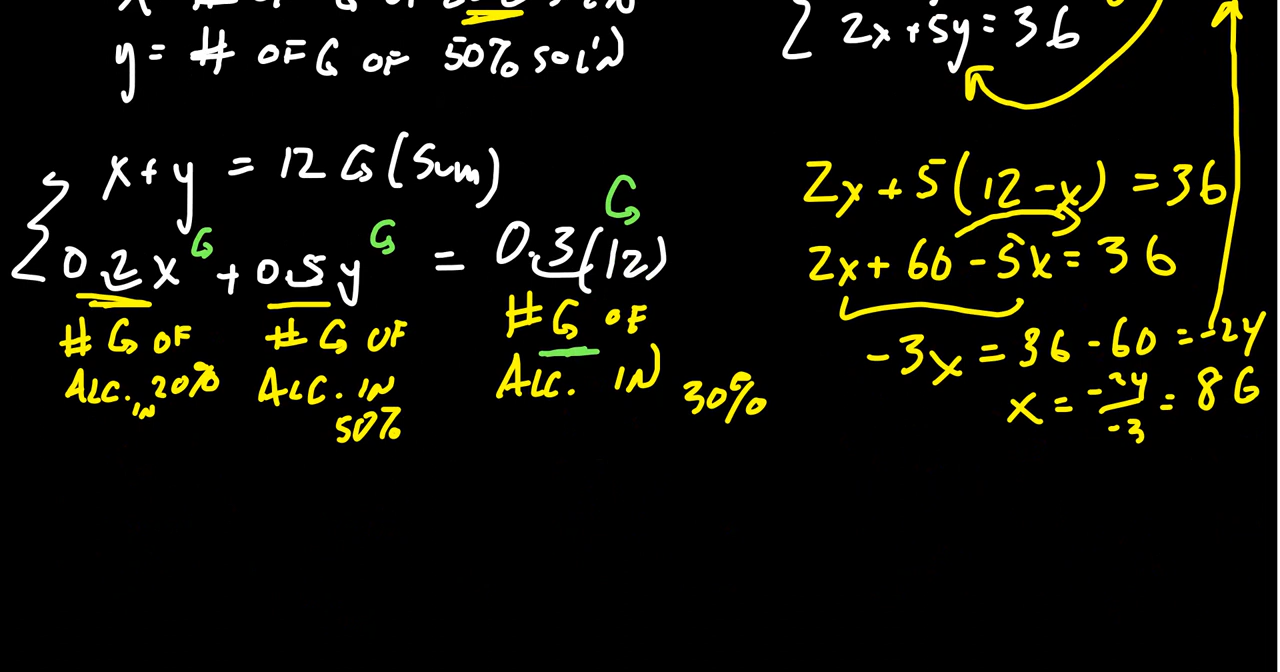 y = # OF G OF 50% sol'N
x + y = 12 G (Sum)
0.2x G + 0.5y G = 0.3(12) G
# G OF ALC. IN 20%
# G OF ALC. IN 50%
# G OF ALC. IN 30%
2x + 5y = 36
2x + 5(12 - x) = 36
2x + 60 - 5x = 36
-3x = 36 - 60 = -24
x = -24/-3 = 8 G